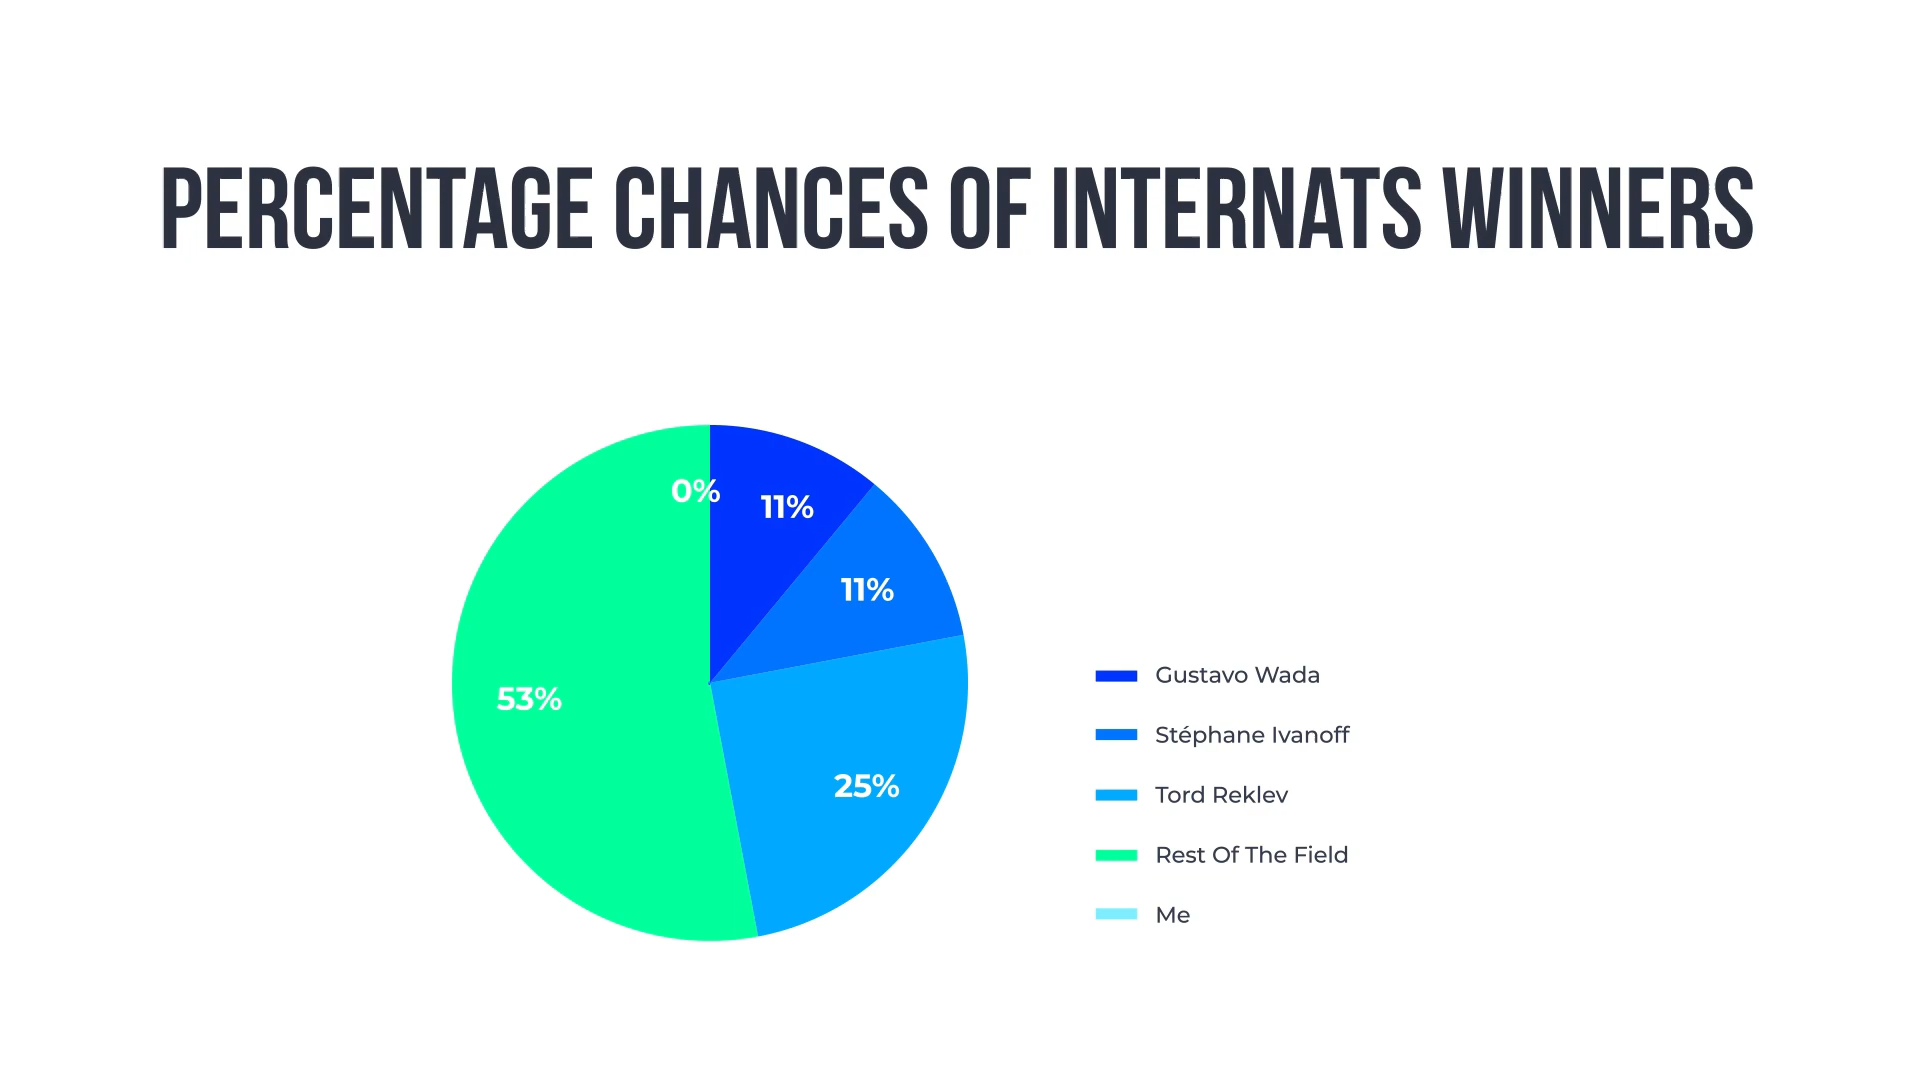 PERCENTAGE CHANCES OF INTERNATS WINNERS
0%
11%
11%
53%
25%
Gustavo Wada
Stéphane Ivanoff
Tord Reklev
Rest Of The Field
Me